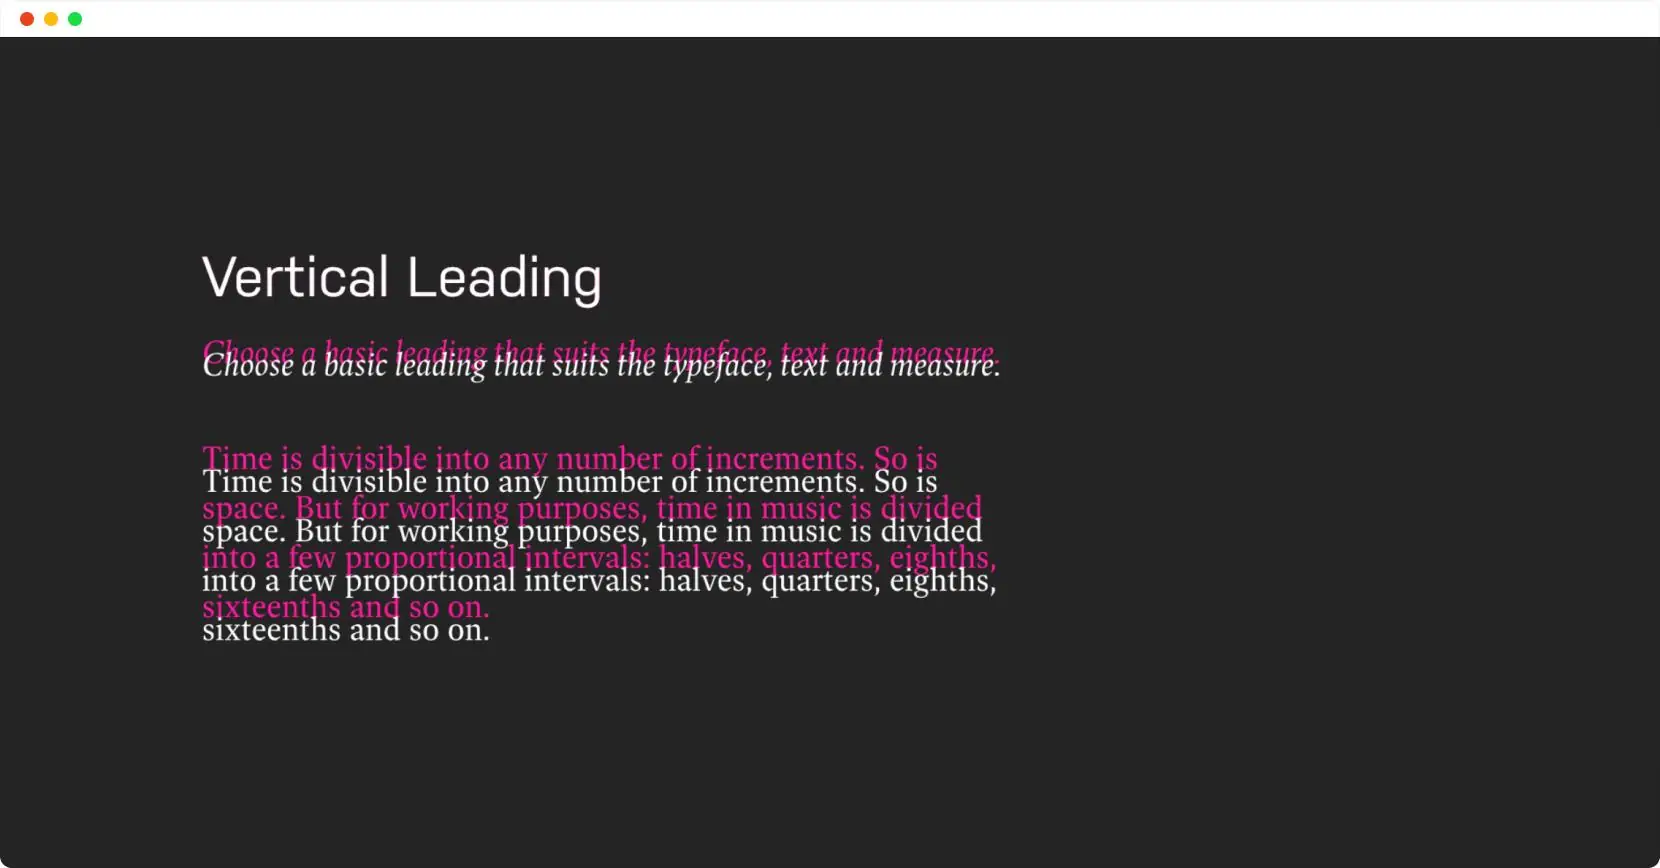 Vertical Leading
Choose a basic leading that suits the typeface, text and measure.
Choose a basic leading that suits the typeface, text and measure.
Time is divisible into any number of increments. So is
Time is divisible into any number of increments. So is
space. But for working purposes, time in music is divided
space. But for working purposes, time in music is divided
into a few proportional intervals: halves, quarters, eighths,
into a few proportional intervals: halves, quarters, eighths,
sixteenths and so on.
sixteenths and so on.